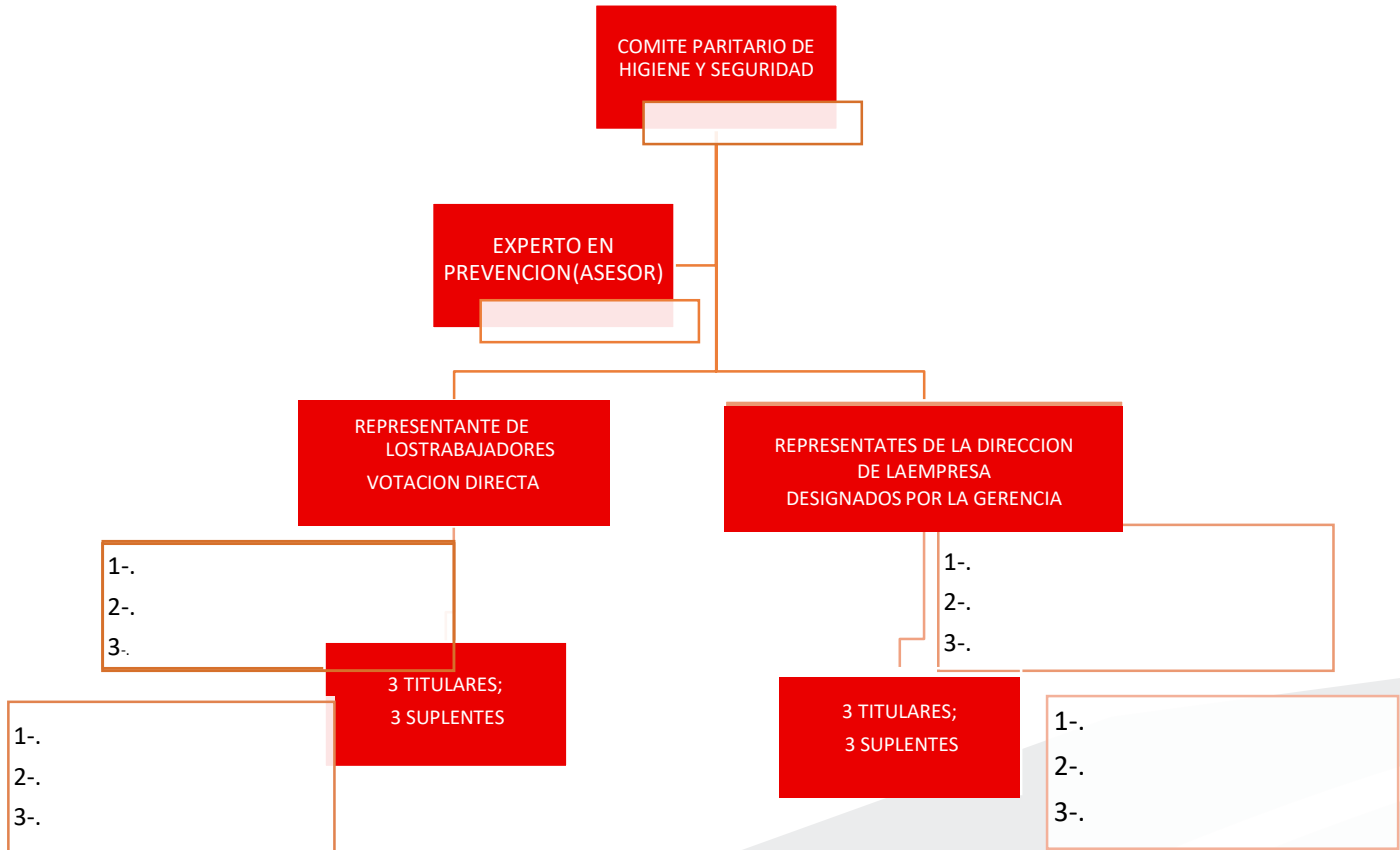 COMITE PARITARIO DE
HIGIENE Y SEGURIDAD
EXPERTO EN
PREVENCION(ASESOR)
REPRESENTANTE DE
LOSTRABAJADORES
VOTACION DIRECTA
REPRESENTATES DE LA DIRECCION
DE LAEMPRESA
DESIGNADOS POR LA GERENCIA
1-.
2-.
3-.
1-.
2-.
3-.
3 TITULARES;
3 SUPLENTES
3 TITULARES;
3 SUPLENTES
1-.
2-.
3-.
1-.
2-.
3-.